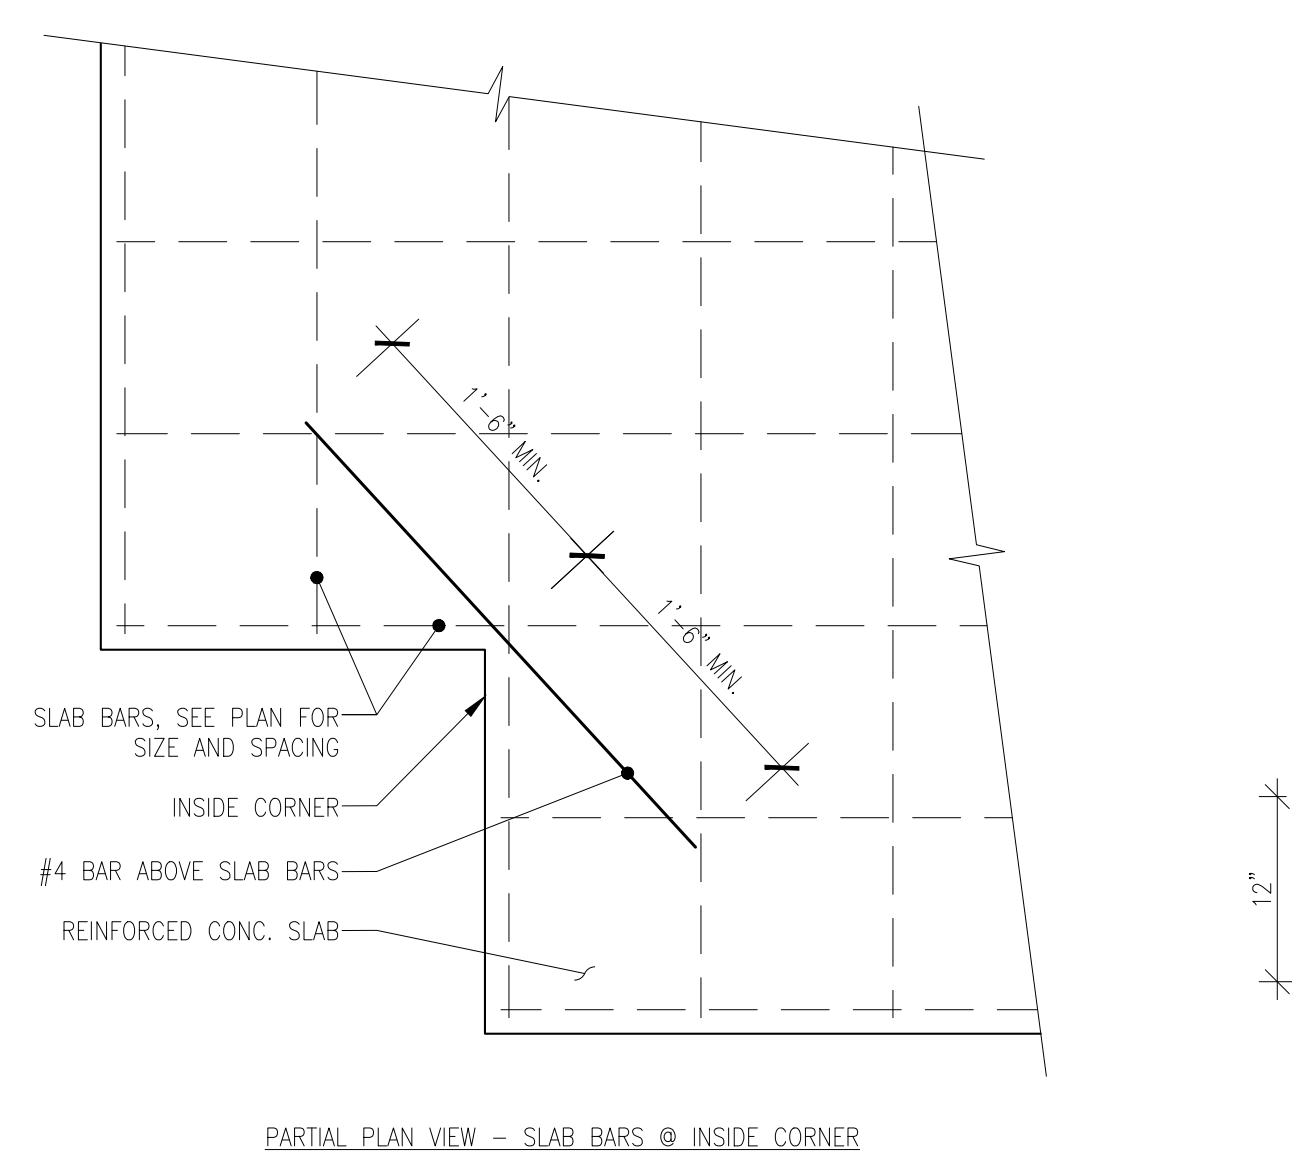 1'-6" MIN.
1'-6" MIN.
SLAB BARS, SEE PLAN FOR
SIZE AND SPACING
INSIDE CORNER
#4 BAR ABOVE SLAB BARS
12"
REINFORCED CONC. SLAB
PARTIAL PLAN VIEW - SLAB BARS @ INSIDE CORNER